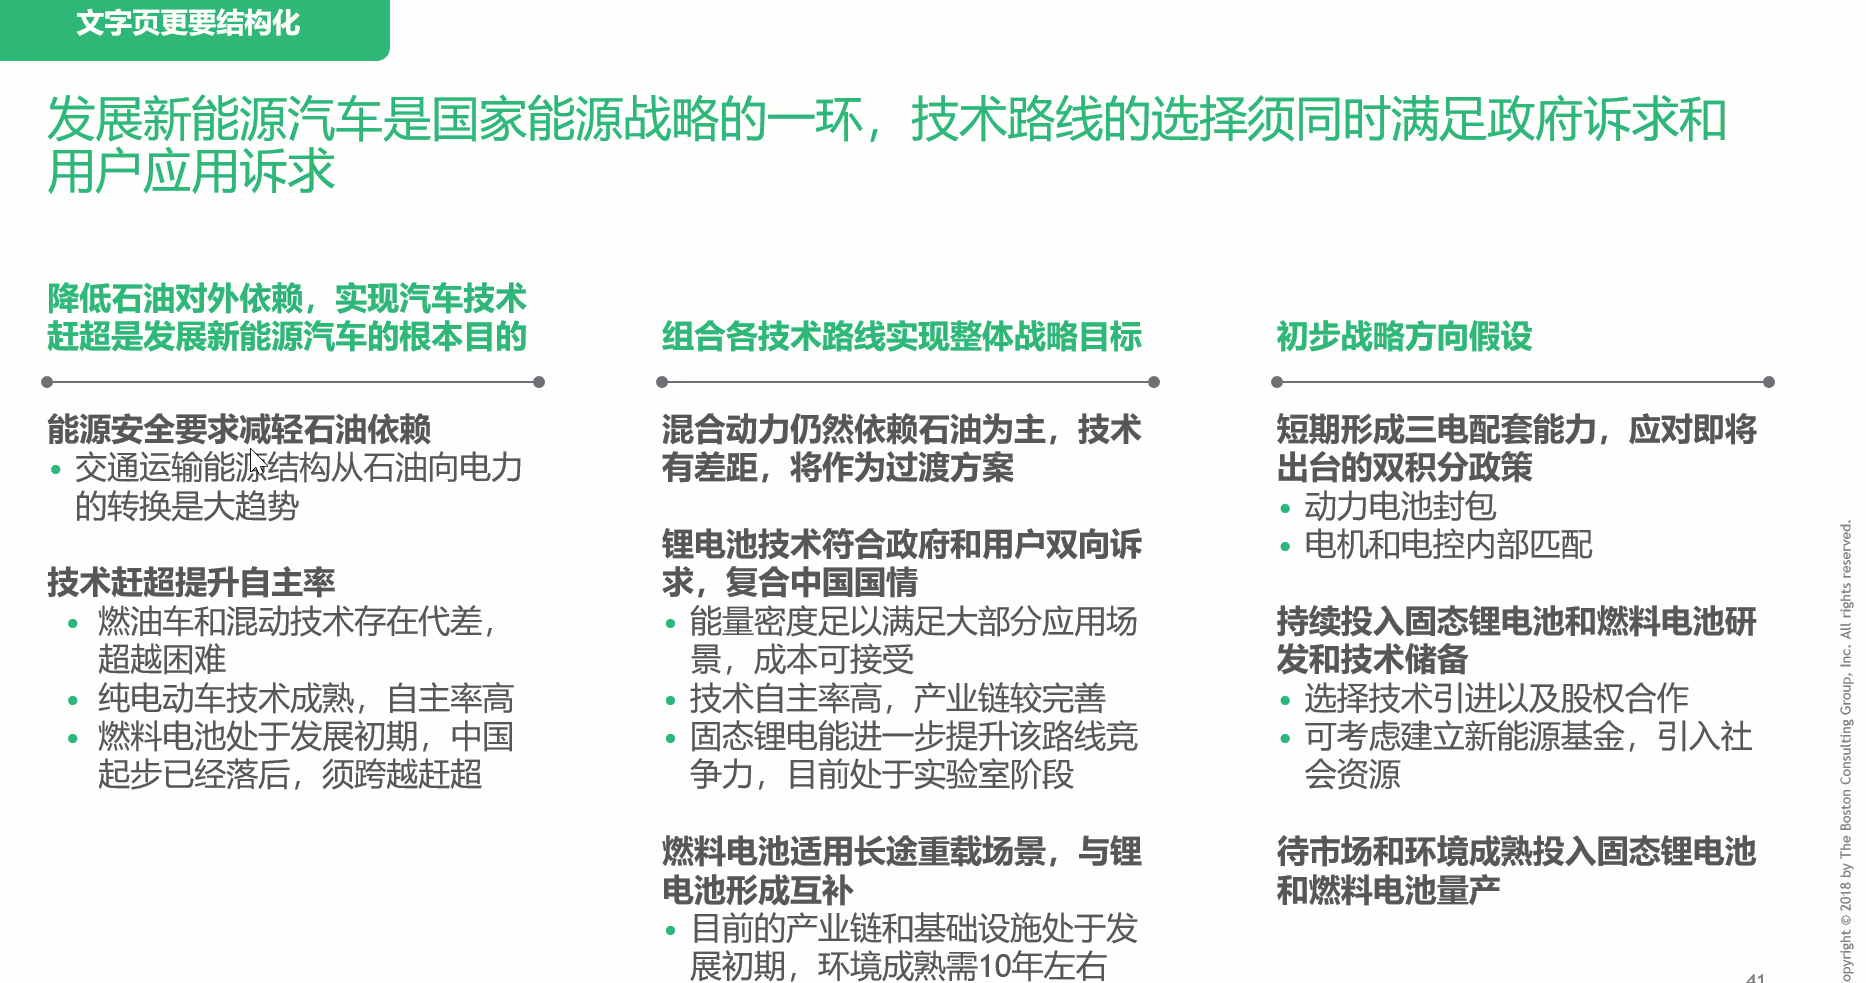 文字页更要结构化
发展新能源汽车是国家能源战略的一环，技术路线的选择须同时满足政府诉求和
用户应用诉求
降低石油对外依赖，实现汽车技术
赶超是发展新能源汽车的根本目的
能源安全要求减轻石油依赖
• 交通运输能源结构从石油向电力
的转换是大趋势
技术赶超提升自主率
• 燃油车和混动技术存在代差，
超越困难
• 纯电动车技术成熟，自主率高
• 燃料电池处于发展初期，中国
起步已经落后，须跨越赶超
组合各技术路线实现整体战略目标
混合动力仍然依赖石油为主，技术
有差距，将作为过渡方案
锂电池技术符合政府和用户双向诉
求，复合中国国情
• 能量密度足以满足大部分应用场
景，成本可接受
• 技术自主率高，产业链较完善
• 固态锂电能进一步提升该路线竞
争力，目前处于实验室阶段
燃料电池适用长途重载场景，与锂
电池形成互补
• 目前的产业链和基础设施处于发
展初期，环境成熟需10年左右
初步战略方向假设
短期形成三电配套能力，应对即将
出台的双积分政策
• 动力电池封包
• 电机和电控内部匹配
持续投入固态锂电池和燃料电池研
发和技术储备
• 选择技术引进以及股权合作
• 可考虑建立新能源基金，引入社
会资源
待市场和环境成熟投入固态锂电池
和燃料电池量产
opyright © 2018 by The Boston Consulting Group, Inc. All rights reserved.
41